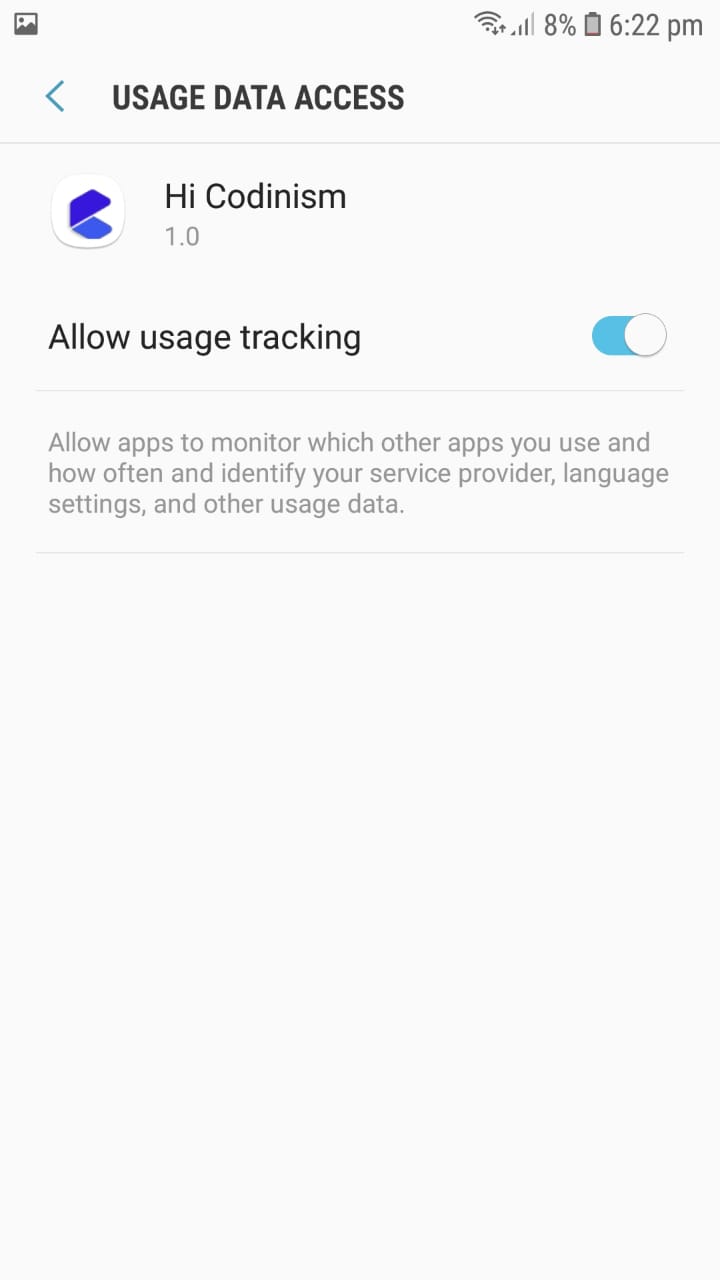 8% 6:22 pm
USAGE DATA ACCESS
Hi Codinism
1.0
Allow usage tracking
Allow apps to monitor which other apps you use and
how often and identify your service provider, language
settings, and other usage data.